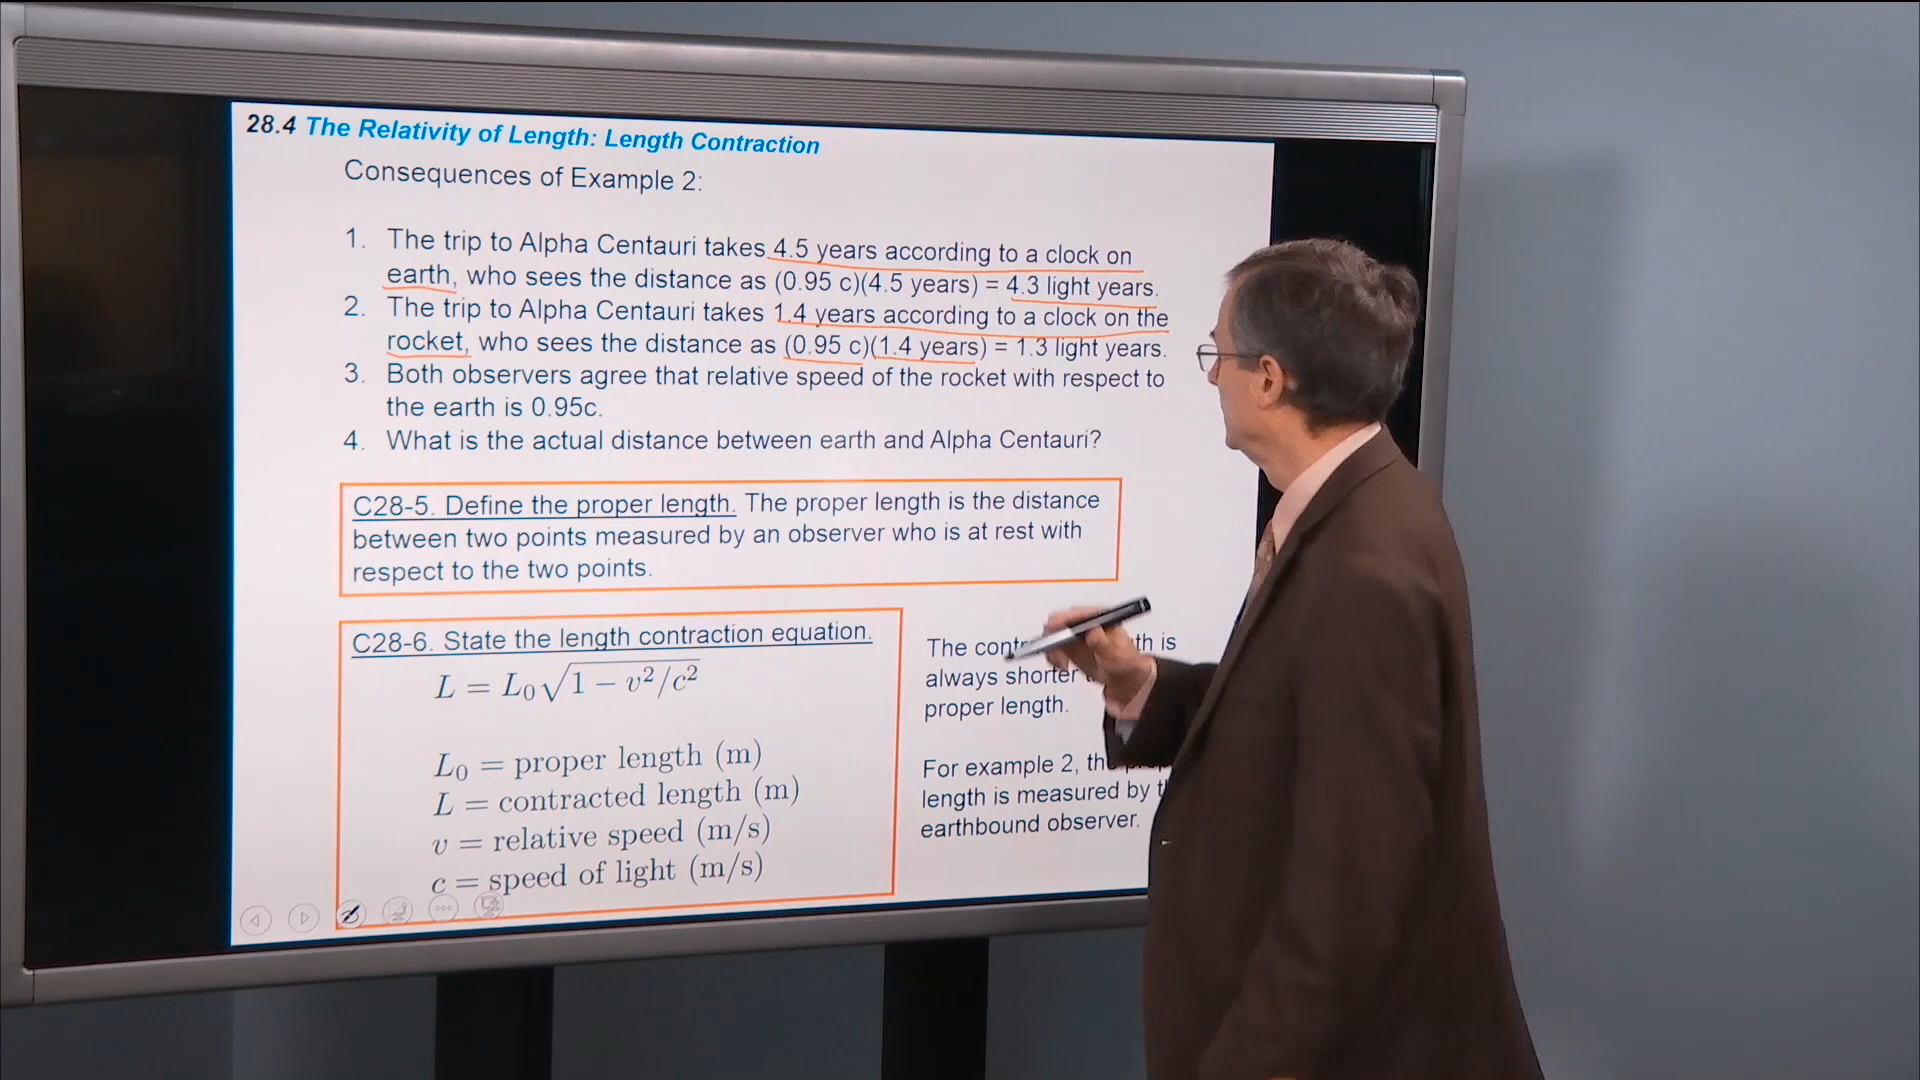 28.4 The Relativity of Length: Length Contraction
Consequences of Example 2:
1. The trip to Alpha Centauri takes 4.5 years according to a clock on
earth, who sees the distance as (0.95 c)(4.5 years) = 4.3 light years.
2. The trip to Alpha Centauri takes 1.4 years according to a clock on the
rocket, who sees the distance as (0.95 c)(1.4 years) = 1.3 light years.
3. Both observers agree that relative speed of the rocket with respect to
the earth is 0.95c.
4. What is the actual distance between earth and Alpha Centauri?
C28-5. Define the proper length. The proper length is the distance
between two points measured by an observer who is at rest with
respect to the two points.
C28-6. State the length contraction equation.
L = L₀√1 − v²/c²
L₀ = proper length (m)
L = contracted length (m)
v = relative speed (m/s)
c = speed of light (m/s)
The is
always shorter
proper length.
For example 2,
length is measured by
earthbound observer.